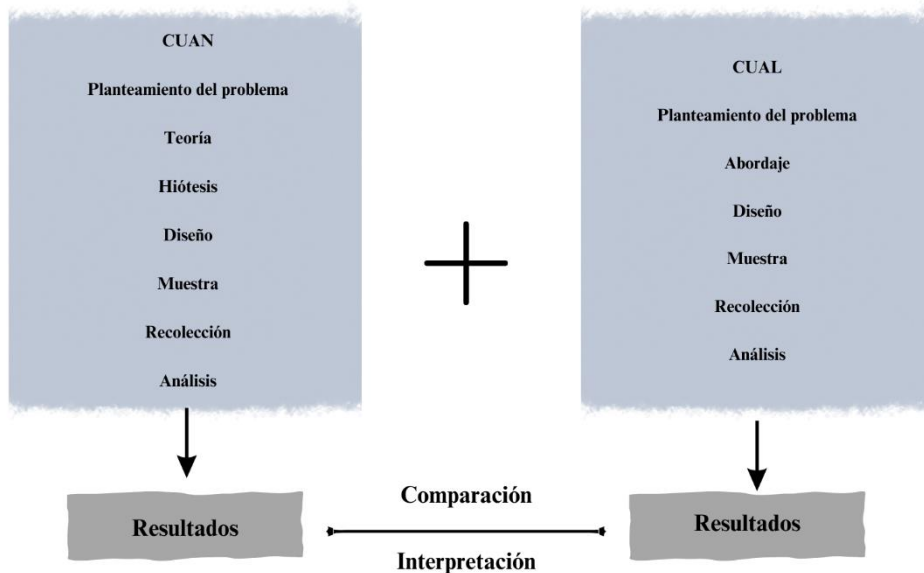 CUAN
Planteamiento del problema
Teoría
Hiótesis
Diseño
Muestra
Recolección
Análisis
Resultados
CUAL
Planteamiento del problema
Abordaje
Diseño
Muestra
Recolección
Análisis
Resultados
Comparación
Interpretación